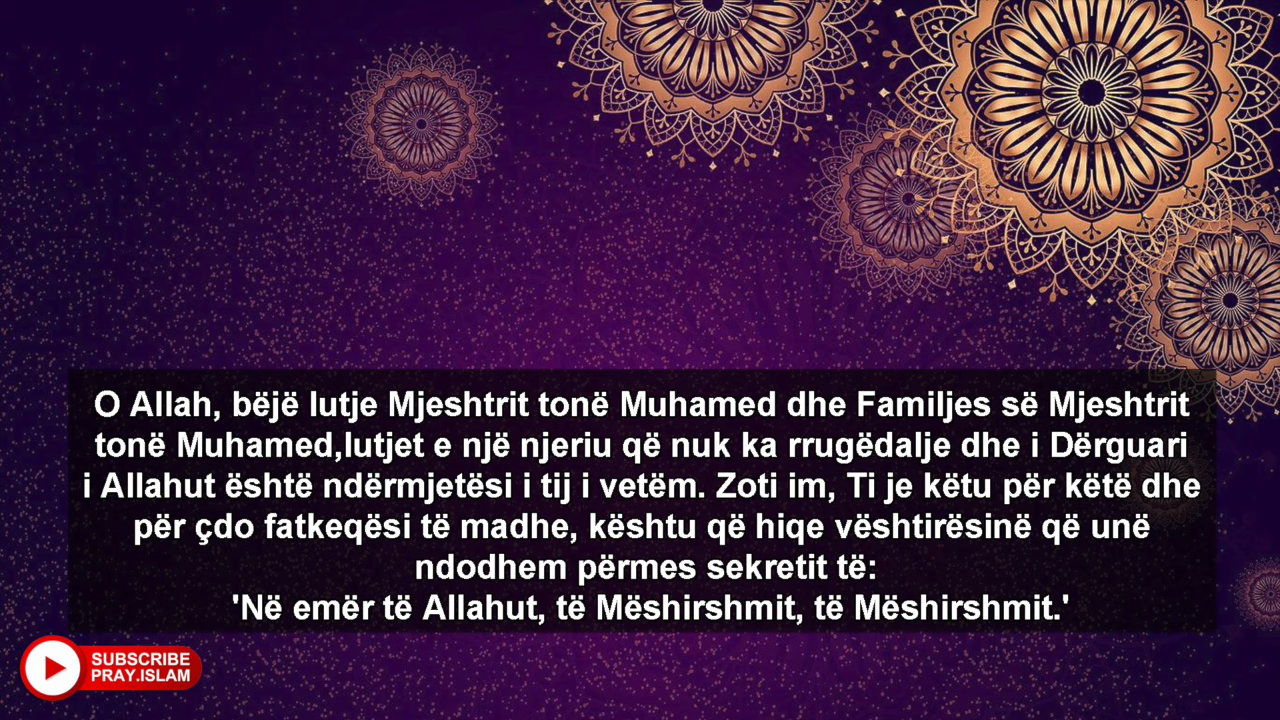 O Allah, bëjë lutje Mjeshtrit tonë Muhamed dhe Familjes së Mjeshtrit
tonë Muhamed,lutjet e një njeriu që nuk ka rrugëdalje dhe i Dërguari
i Allahut është ndërmjetësi i tij i vetëm. Zoti im, Ti je këtu për këtë dhe
për çdo fatkeqësi të madhe, kështu që hiqe vështirësinë që unë
ndodhem përmes sekretit të:
'Në emër të Allahut, të Mëshirshmit, të Mëshirshmit.'
SUBSCRIBE
PRAY.ISLAM